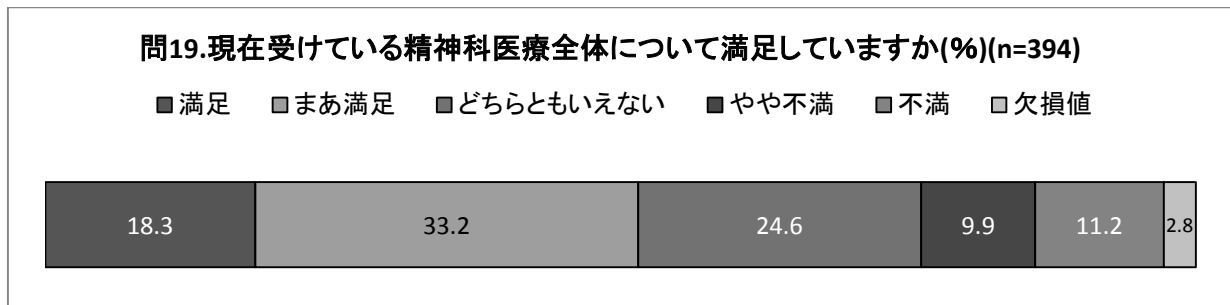 問19.現在受けている精神科医療全体について満足していますか(%)(n=394)
満足 まあ満足 どちらともいえない やや不満 不満 欠損値
18.3 33.2 24.6 9.9 11.2 2.8